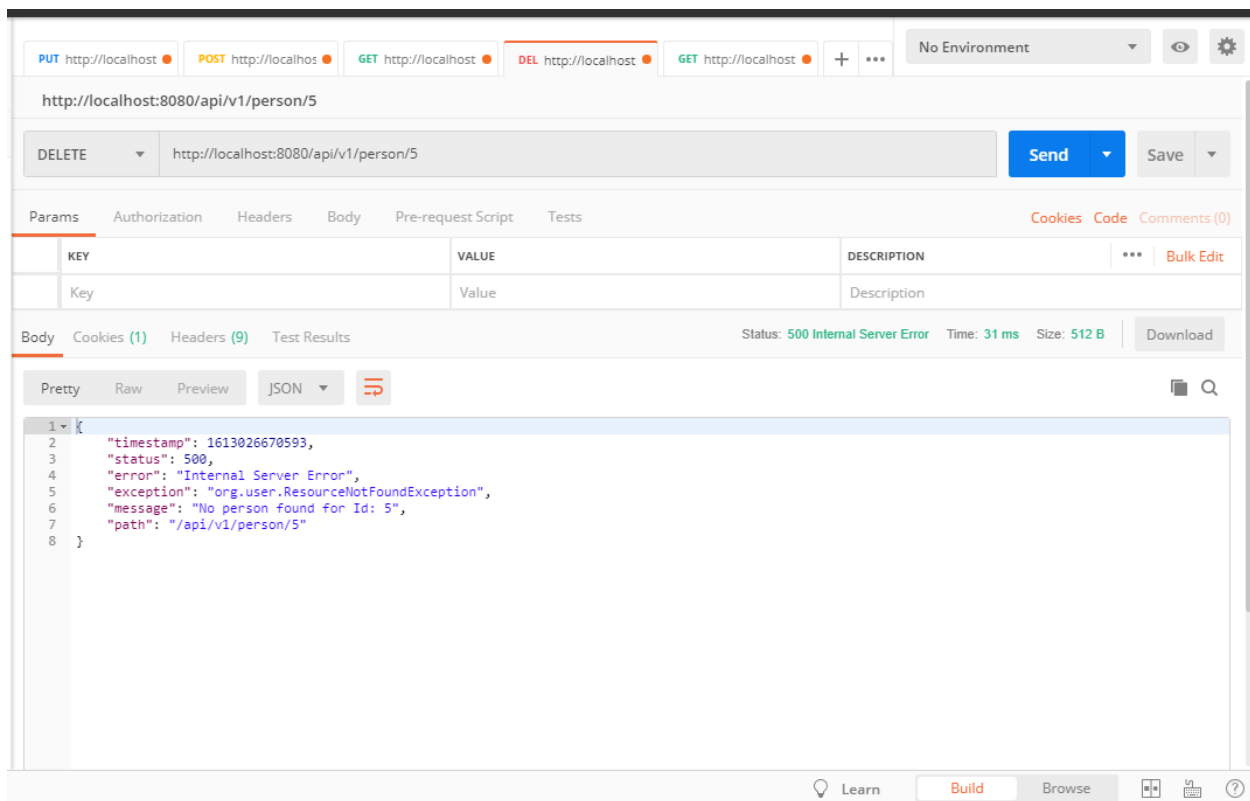 PUT http://localhost POST http://localhos GET http://localhost DEL http://localhost GET http://localhost No Environment
http://localhost:8080/api/v1/person/5
DELETE http://localhost:8080/api/v1/person/5 Send Save
Params Authorization Headers Body Pre-request Script Tests Cookies Code Comments (0)
KEY VALUE DESCRIPTION Bulk Edit
Key Value Description
Body Cookies (1) Headers (9) Test Results Status: 500 Internal Server Error Time: 31 ms Size: 512 B Download
Pretty Raw Preview JSON
1 {
2 "timestamp": 1613026670593,
3 "status": 500,
4 "error": "Internal Server Error",
5 "exception": "org.user.ResourceNotFoundException",
6 "message": "No person found for Id: 5",
7 "path": "/api/v1/person/5"
8 }
Learn Build Browse